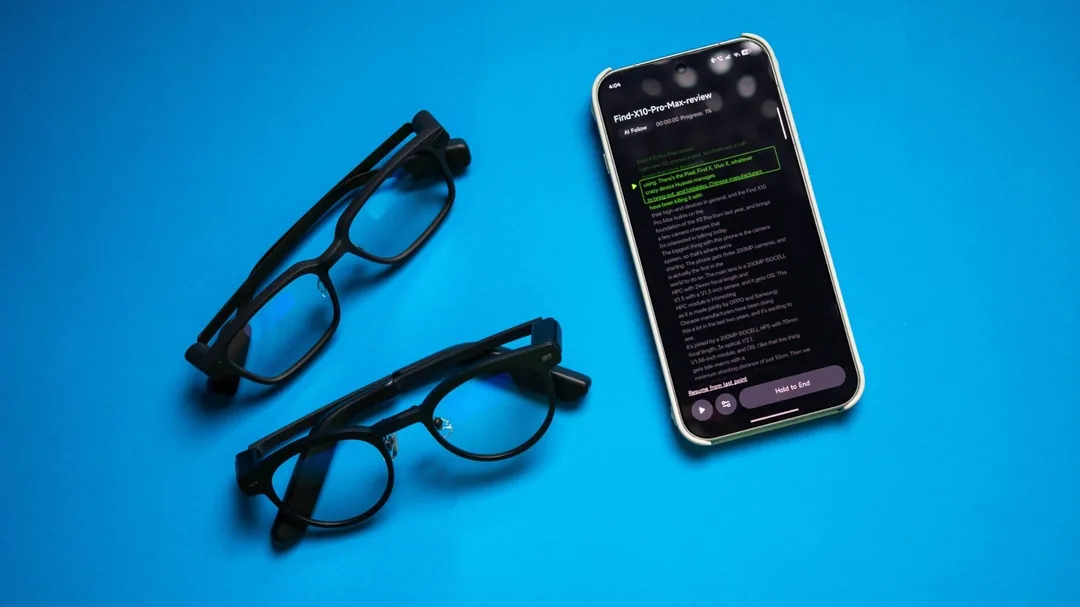 4:04
Find-X10-Pro-Max-review
AI Follow 00:00:00 Progress: 1%
using. There's the Pixel, Find X, Vivo X, whatever
crazy device Huawei manages
to bring out, and foldables. Chinese manufacturers
have been killing it with
their high-end devices in general, and the Find X10
Pro Max builds on the
foundation of the X9 Pro from last year, and brings
a few camera changes that
I'm interested in talking today.
The biggest thing with this phone is the camera
system, so that's where we're
starting. The phone gets three 200MP cameras, and
is actually the first in the
world to do so. The main lens is a 200MP ISOCELL
HPC with 24mm focal length and
f/1.5 with a 1/1.3-inch sensor, and it gets OIS. This
HPC module is interesting
as it is made jointly by OPPO and Samsung;
Chinese manufacturers have been doing
this a lot in the last two years, and it's exciting to
see.
It's joined by a 200MP ISOCELL HP5 with 70mm
focal length, 3x optical, f/2.1,
1/1.56-inch module, and OIS. I like that this thing
gets tele-macro with a
minimum shooting distance of just 10cm. Then we
Resume from last point
Hold to End